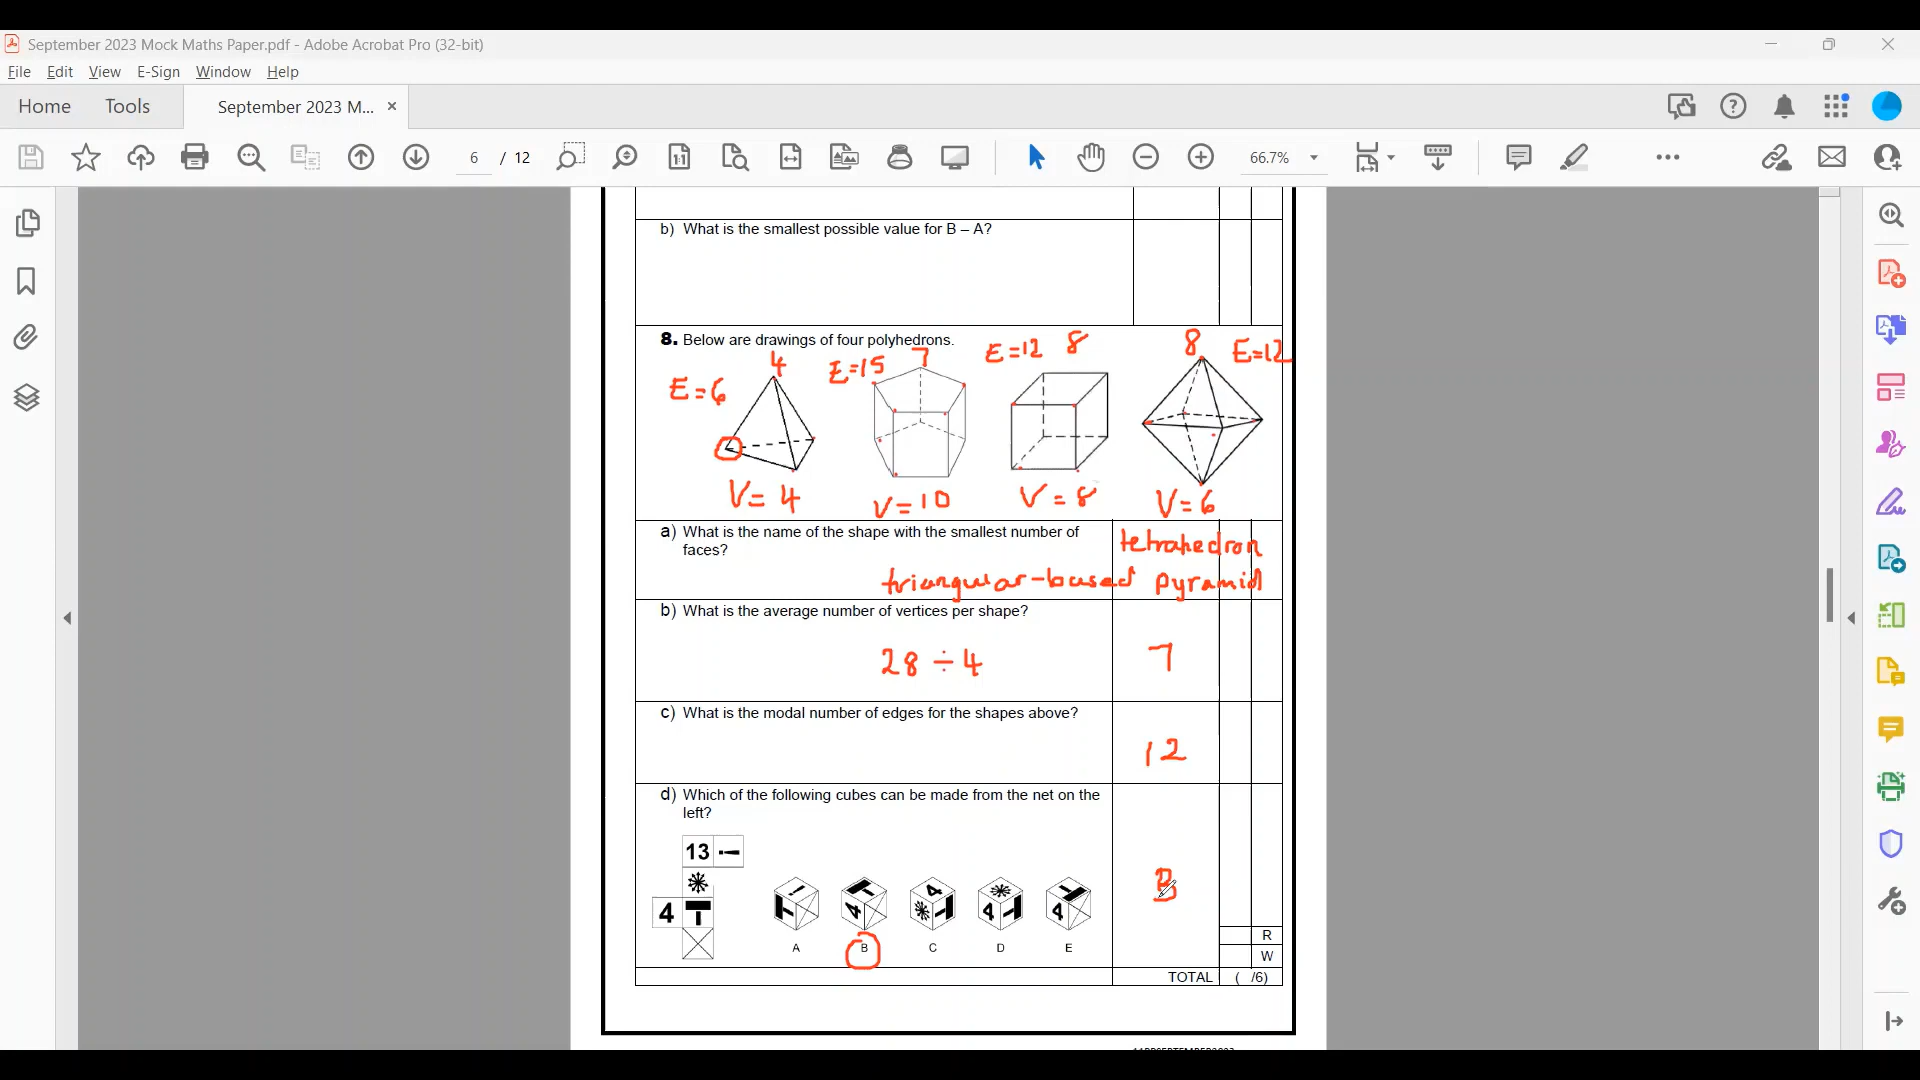 September 2023 Mock Maths Paper.pdf - Adobe Acrobat Pro (32-bit)
File Edit View E-Sign Window Help
Home Tools September 2023 M... ×
6 / 12 66.7%
b) What is the smallest possible value for B – A?
8. Below are drawings of four polyhedrons.
4 7 8 8
E=6 E=15 E=12 E=12
V= 4 V=10 V=8 V=6
a) What is the name of the shape with the smallest number of
faces?
tetrahedron
triangular-based pyramid
b) What is the average number of vertices per shape?
28 ÷ 4 7
c) What is the modal number of edges for the shapes above?
12
d) Which of the following cubes can be made from the net on the
left?
13
4 T
B
A B C D E
R
W
TOTAL ( /6)